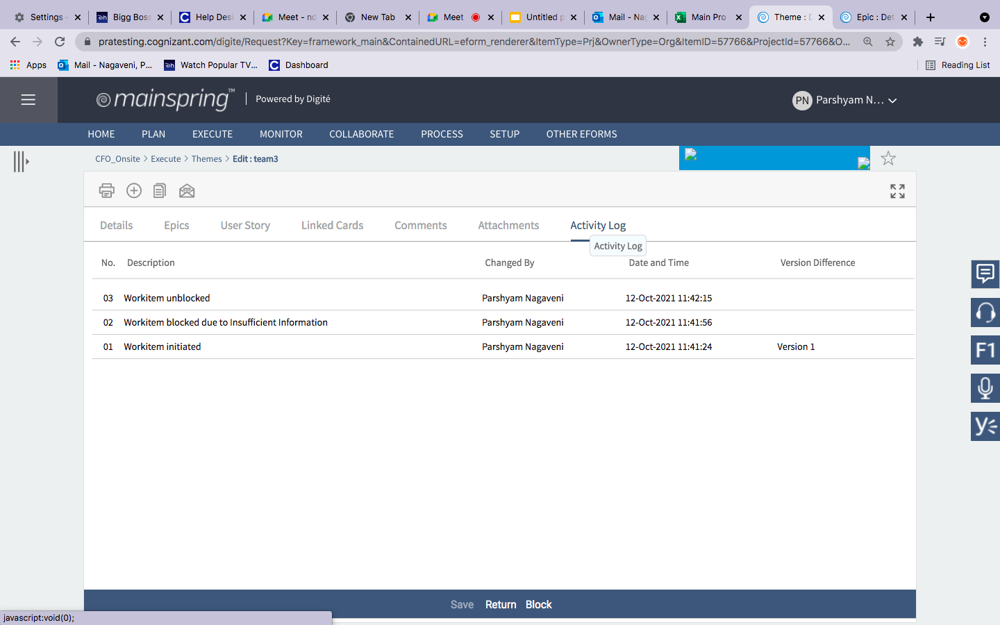 Settings -
Bigg Boss
Help Desk
Meet - nd
New Tab
Meet
Untitled p
Mail - Nag
Main Pro
Theme : D
Epic : Det
pratesting.cognizant.com/digite/Request?Key=framework_main&ContainedURL=eform_renderer&ItemType=Prj&OwnerType=Org&ItemID=57766&ProjectId=57766&O...
Apps
Mail - Nagaveni, P...
Watch Popular TV...
Dashboard
Reading List
mainspring™
Powered by Digité
PN
Parshyam N...
HOME PLAN EXECUTE MONITOR COLLABORATE PROCESS SETUP OTHER EFORMS
CFO_Onsite > Execute > Themes > Edit : team3
Details Epics User Story Linked Cards Comments Attachments Activity Log
Activity Log
No. Description Changed By Date and Time Version Difference
03 Workitem unblocked Parshyam Nagaveni 12-Oct-2021 11:42:15
02 Workitem blocked due to Insufficient Information Parshyam Nagaveni 12-Oct-2021 11:41:56
01 Workitem initiated Parshyam Nagaveni 12-Oct-2021 11:41:24 Version 1
F1
Save Return Block
javascript:void(0);